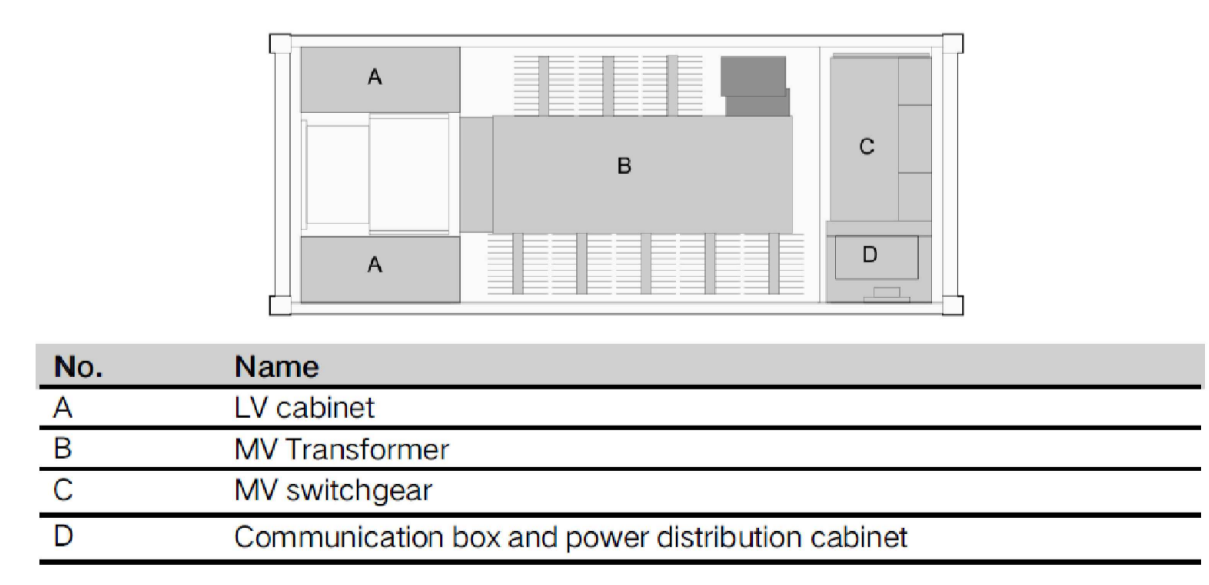 A
B
C
D
A
No. Name
A LV cabinet
B MV Transformer
C MV switchgear
D Communication box and power distribution cabinet